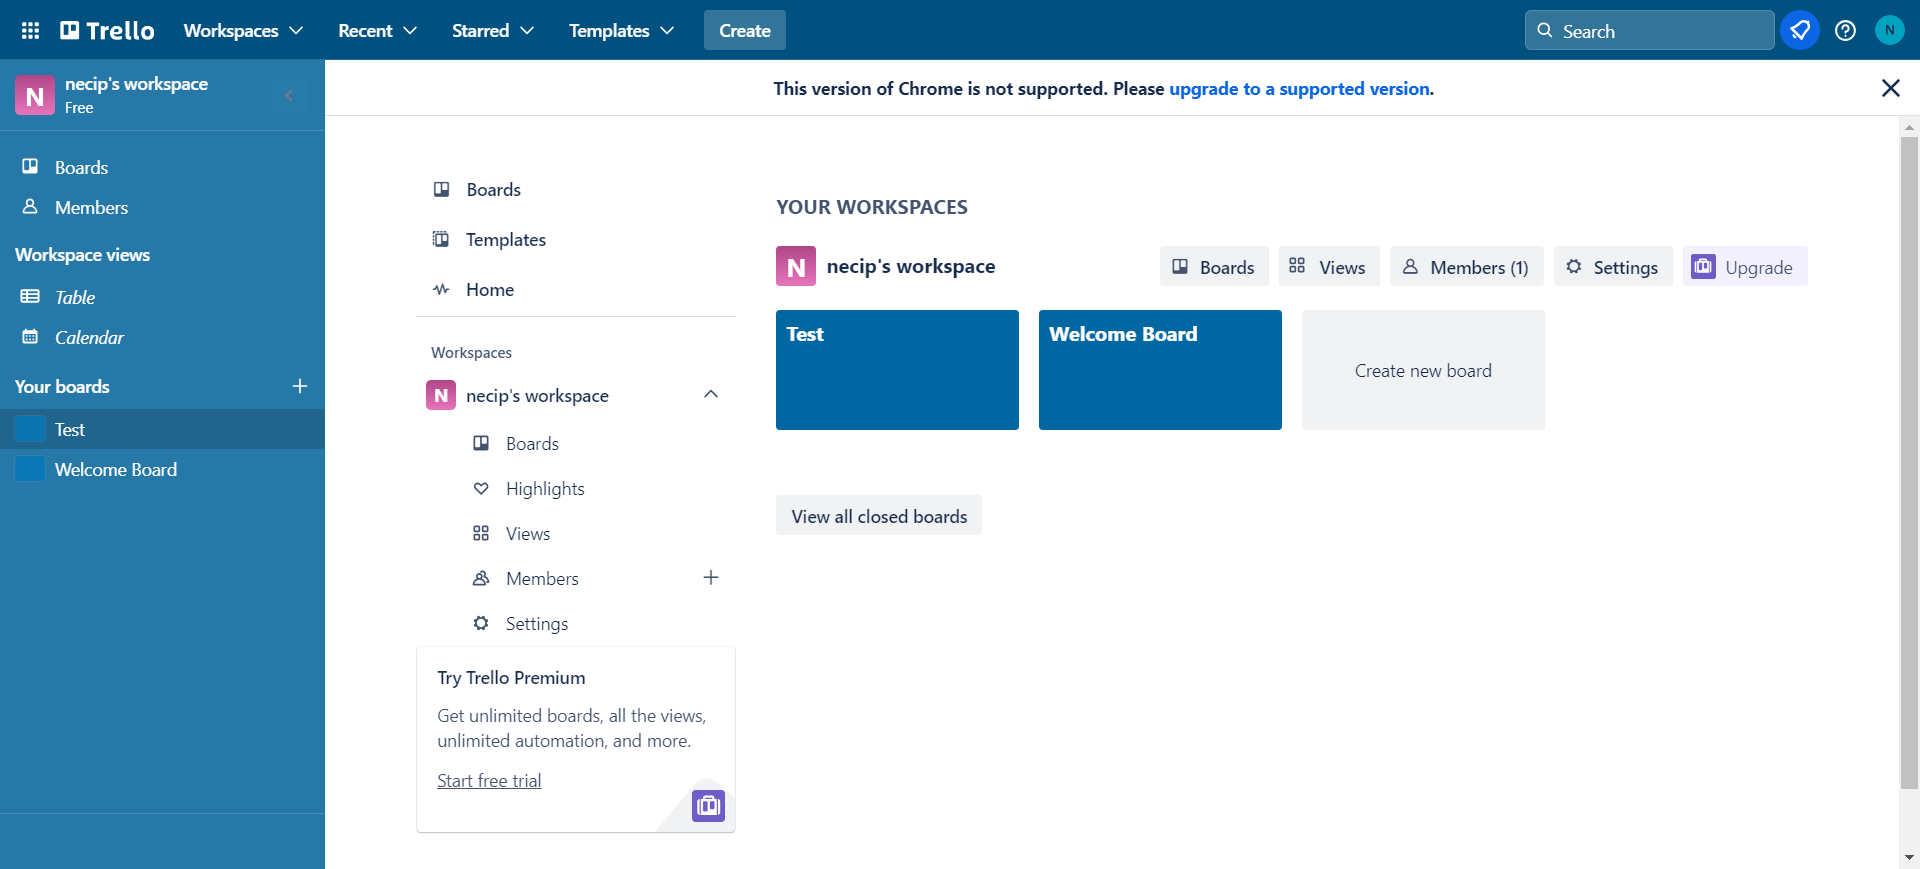 Trello
Workspaces
Recent
Starred
Templates
Create
Search
N
N
necip's workspace
Free
Boards
Members
Workspace views
Table
Calendar
Your boards
Test
Welcome Board
This version of Chrome is not supported. Please upgrade to a supported version.
Boards
Templates
Home
Workspaces
N
necip's workspace
Boards
Highlights
Views
Members
Settings
Try Trello Premium
Get unlimited boards, all the views,
unlimited automation, and more.
Start free trial
YOUR WORKSPACES
N
necip's workspace
Boards
Views
Members (1)
Settings
Upgrade
Test
Welcome Board
Create new board
View all closed boards